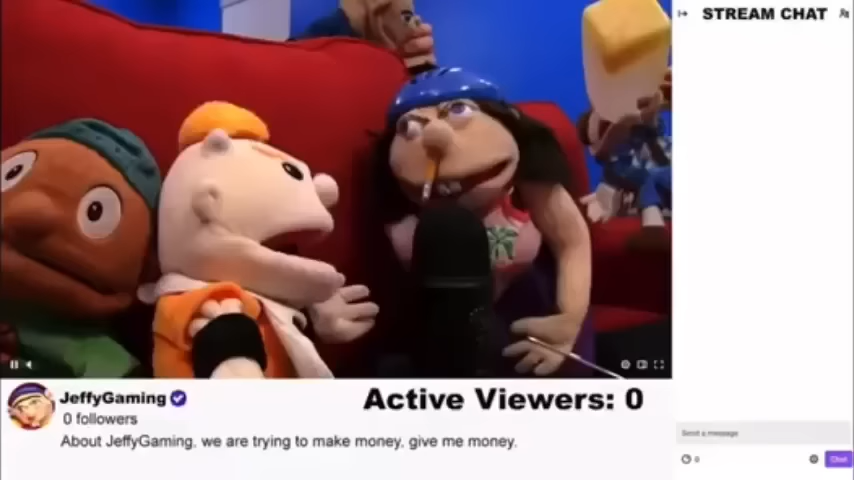 STREAM CHAT
JeffyGaming
Active Viewers: 0
0 followers
About JeffyGaming, we are trying to make money, give me money.
Send a message
0
Chat